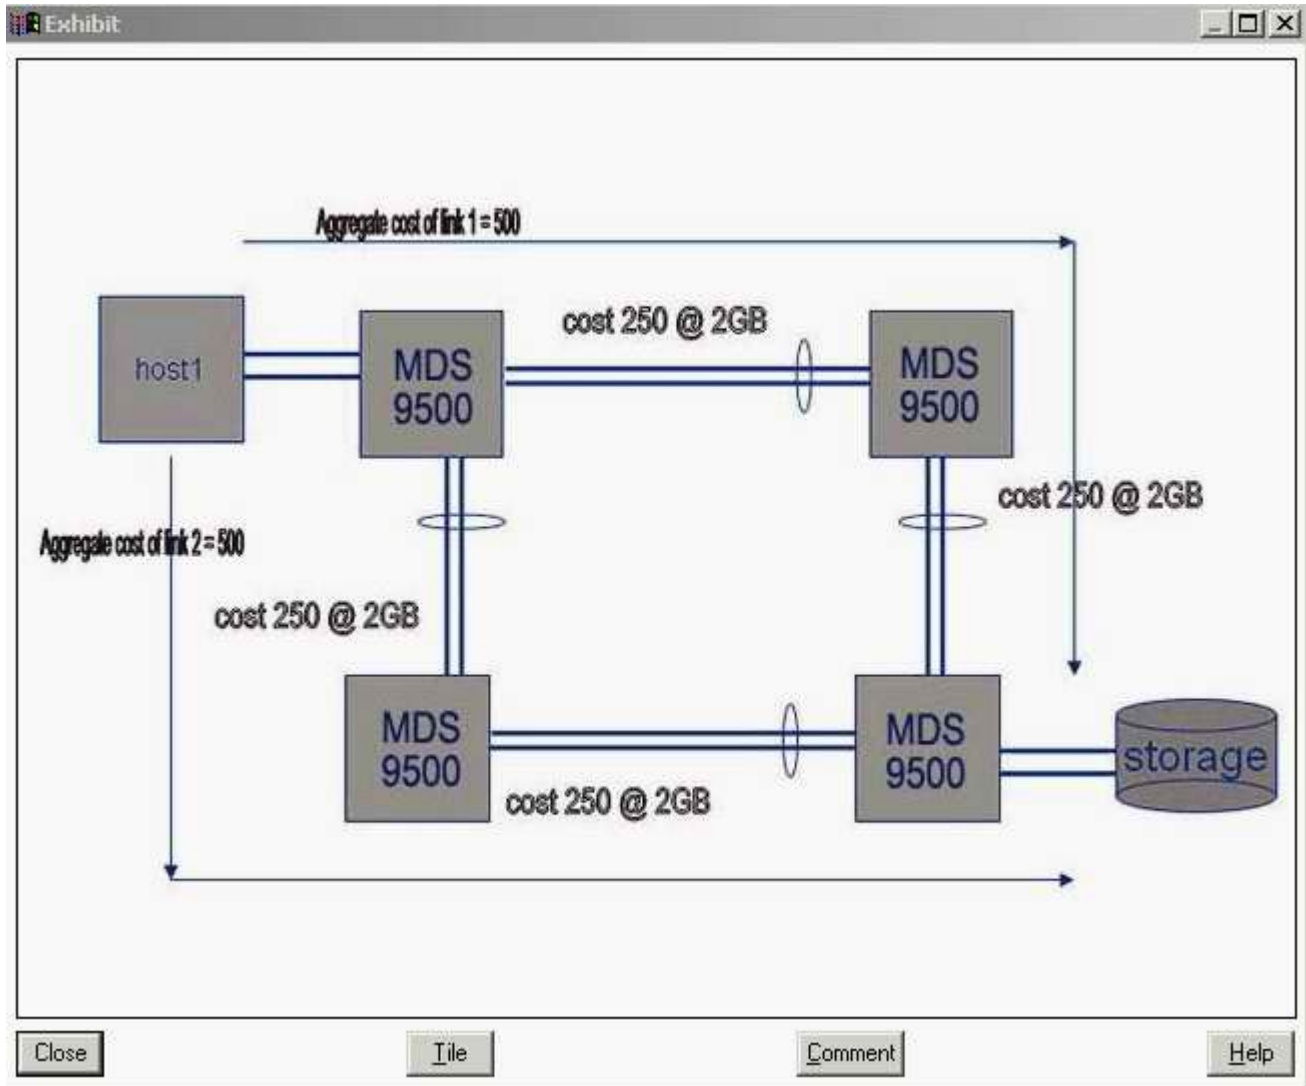 Exhibit
Aggregate cost of link 1 = 500
cost 250 @ 2GB
host1
MDS
9500
MDS
9500
cost 250 @ 2GB
Aggregate cost of link 2 = 500
cost 250 @ 2GB
MDS
9500
MDS
9500
storage
cost 250 @ 2GB
Close
Tile
Comment
Help